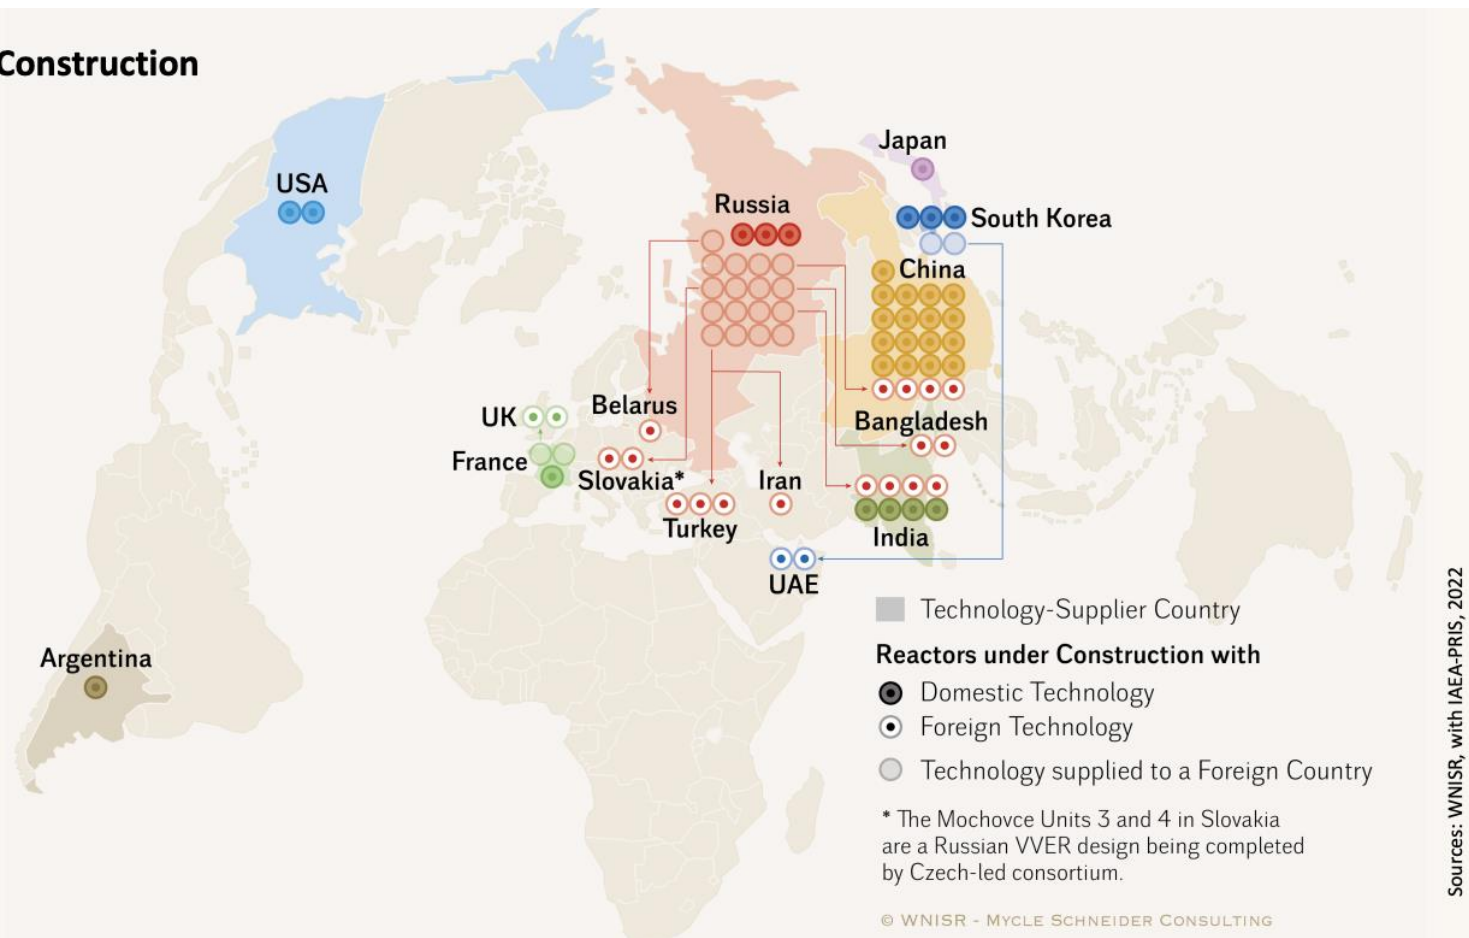 Construction
Japan
USA
Russia
South Korea
China
Belarus
UK
Bangladesh
France
Slovakia*
Iran
Turkey
India
UAE
Technology-Supplier Country
Argentina
Reactors under Construction with
Domestic Technology
Foreign Technology
Technology supplied to a Foreign Country
* The Mochovce Units 3 and 4 in Slovakia
are a Russian VVER design being completed
by Czech-led consortium.
© WNISR - Mycle Schneider Consulting
Sources: WNISR, with IAEA-PRIS, 2022